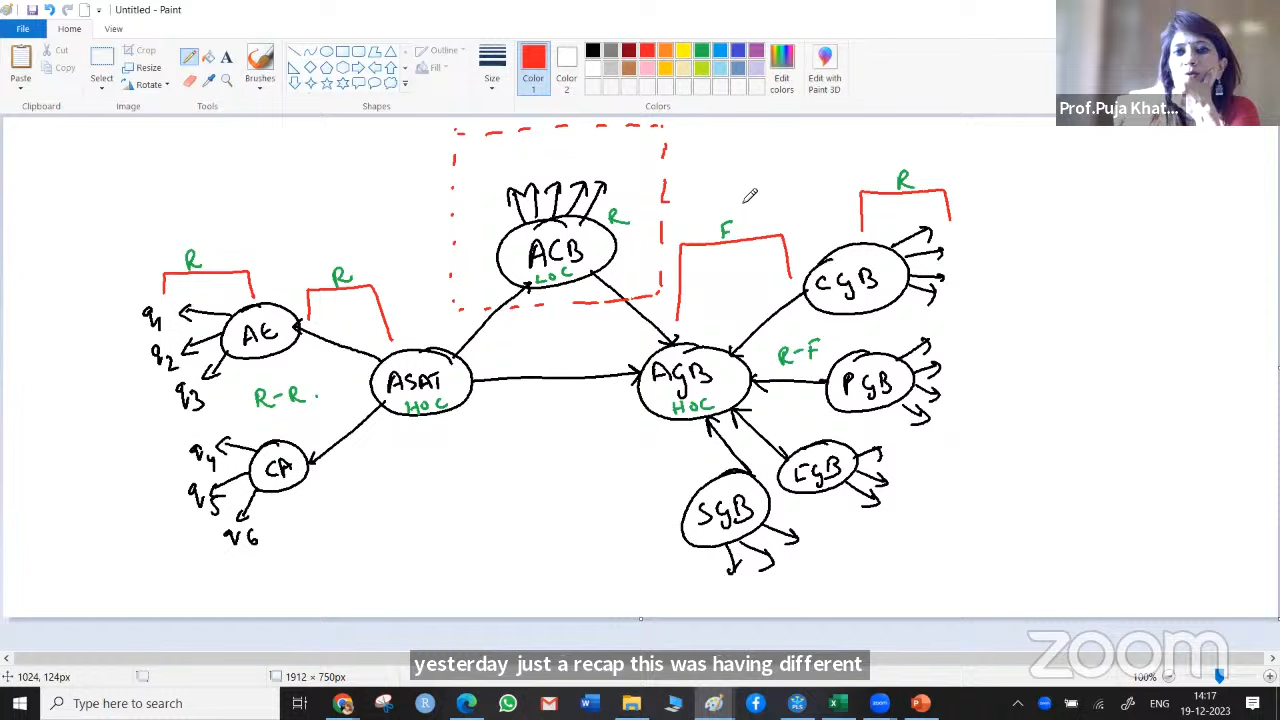 Untitled - Paint
File
Home
View
Paste
Cut
Copy
Clipboard
Select
Crop
Resize
Rotate
Image
Tools
Brushes
Shapes
Outline
Fill
Size
Color 1
Color 2
Edit colors
Colors
Edit with Paint 3D
Prof.Puja Khat...
R
R
F
R
ACB
R
LOC
CGB
q1
AE
q2
q3
R-R.
ASAT
HOC
AGB
HOC
R-F
PGB
q4
CA
q5
q6
EGB
SGB
zoom
yesterday just a recap this was having different
1024, 124px
1912 × 750px
100%
Type here to search
ENG
14:17
19-12-2023